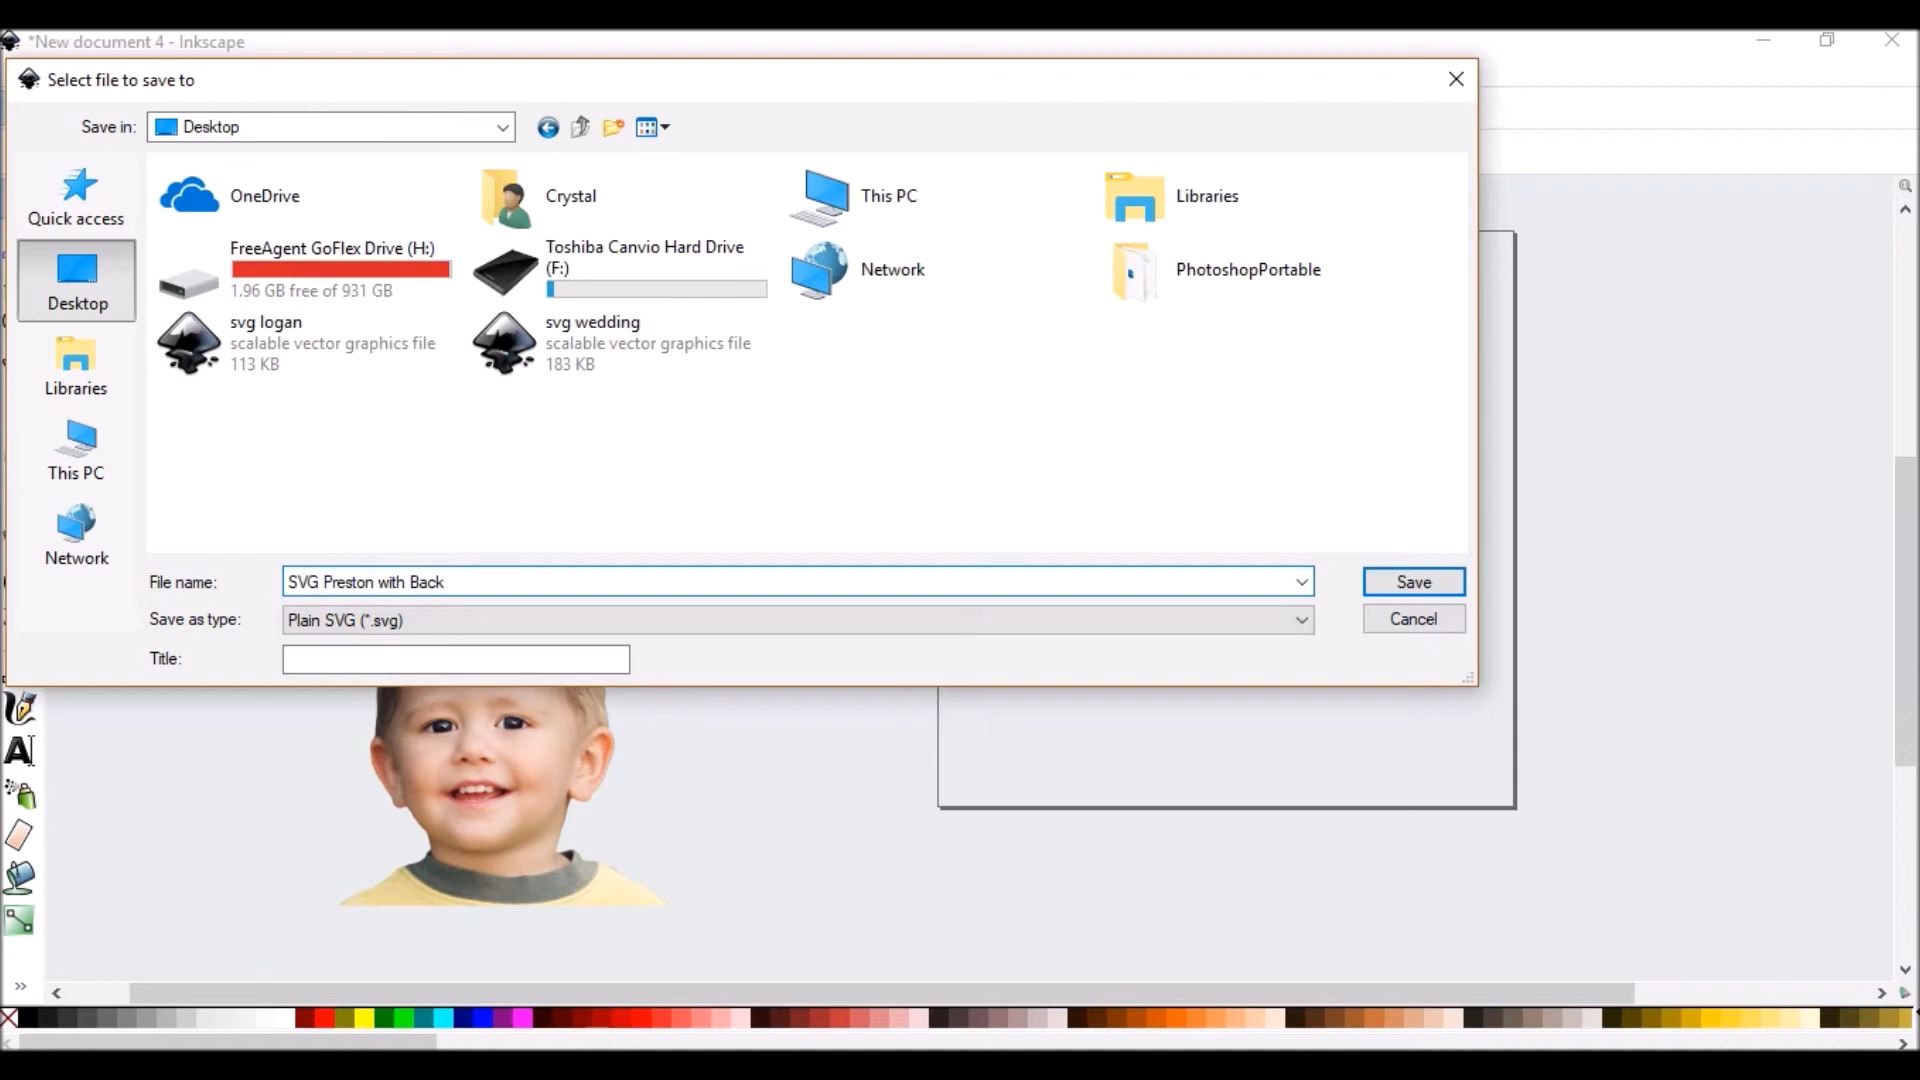 *New document 4 - Inkscape
Select file to save to
Save in: Desktop
Quick access
Desktop
Libraries
This PC
Network
OneDrive
Crystal
This PC
Libraries
FreeAgent GoFlex Drive (H:)
1.96 GB free of 931 GB
Toshiba Canvio Hard Drive
(F:)
Network
PhotoshopPortable
svg logan
scalable vector graphics file
113 KB
svg wedding
scalable vector graphics file
183 KB
File name: SVG Preston with Back
Save
Save as type: Plain SVG (*.svg)
Cancel
Title: